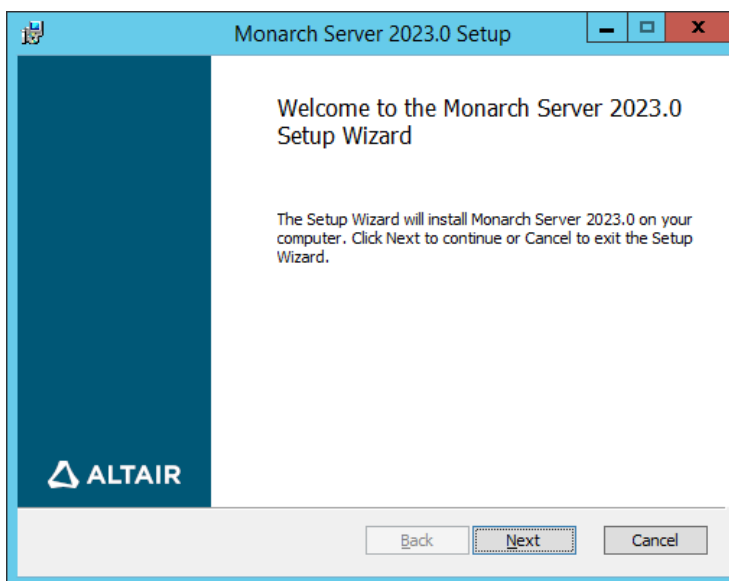 Monarch Server 2023.0 Setup
Welcome to the Monarch Server 2023.0
Setup Wizard
The Setup Wizard will install Monarch Server 2023.0 on your
computer. Click Next to continue or Cancel to exit the Setup
Wizard.
ALTAIR
Back Next Cancel